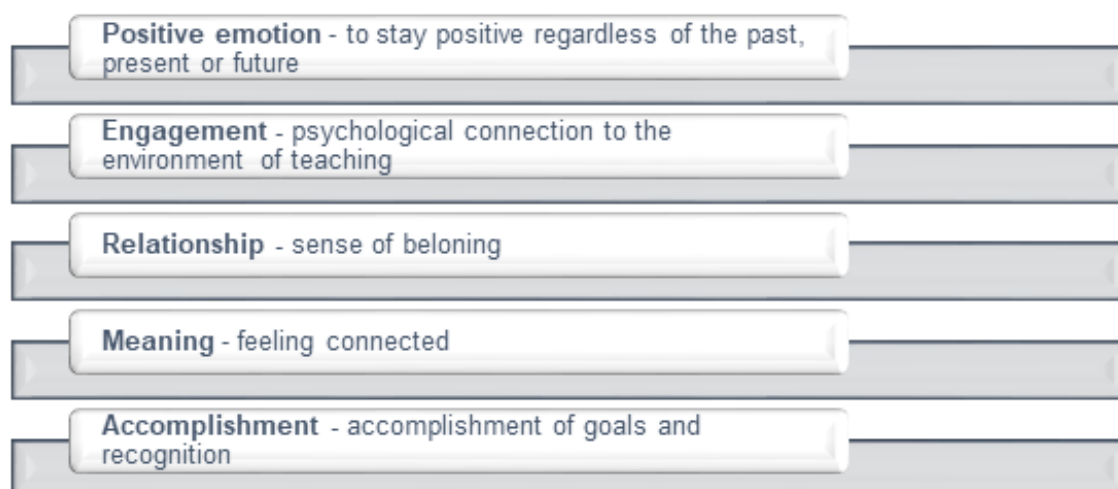 Positive emotion - to stay positive regardless of the past,
present or future
Engagement - psychological connection to the
environment of teaching
Relationship - sense of beloning
Meaning - feeling connected
Accomplishment - accomplishment of goals and
recognition